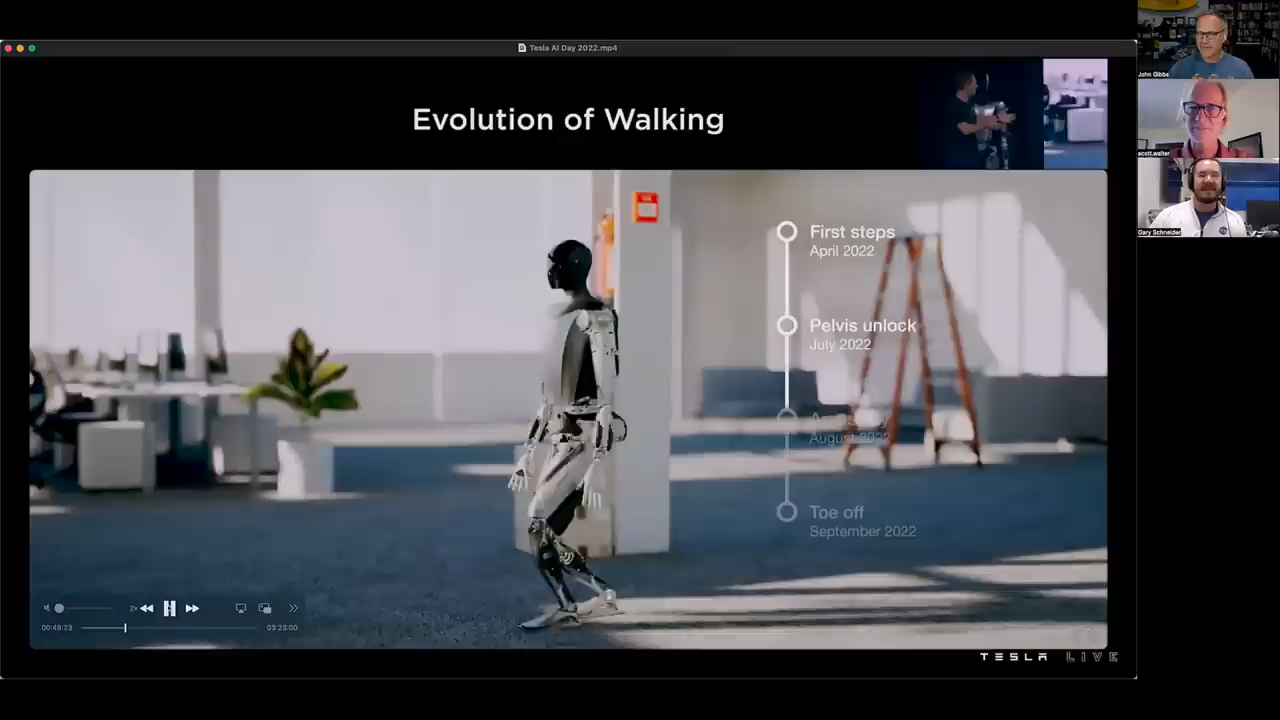 Tesla AI Day 2022.mp4
John Gibbs
Evolution of Walking
scott.walter
First steps
April 2022
Gary Schneider
Pelvis unlock
July 2022
August 2022
Toe off
September 2022
2x
00:49:23
03:23:00
TESLA LIVE